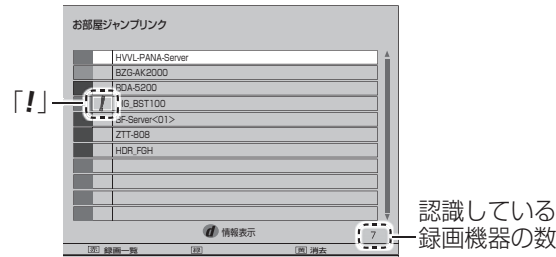 お部屋ジャンプリンク
HVVL-PANA-Server
BZG-AK2000
BDA-5200
「!」
!
IG_BST100
BF-Server<01>
ZTT-808
HDR_FGH
d 情報表示
7
認識している
録画機器の数
録画一覧
消去